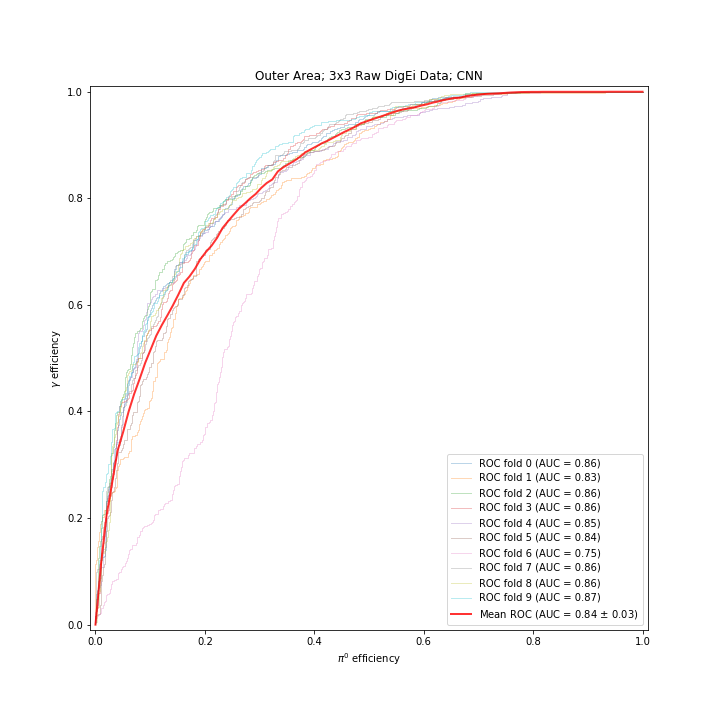 Outer Area; 3x3 Raw DigEi Data; CNN
1.0
0.8
0.6
0.4
0.2
0.0
γ efficiency
ROC fold 0 (AUC = 0.86)
ROC fold 1 (AUC = 0.83)
ROC fold 2 (AUC = 0.86)
ROC fold 3 (AUC = 0.86)
ROC fold 4 (AUC = 0.85)
ROC fold 5 (AUC = 0.84)
ROC fold 6 (AUC = 0.75)
ROC fold 7 (AUC = 0.86)
ROC fold 8 (AUC = 0.86)
ROC fold 9 (AUC = 0.87)
Mean ROC (AUC = 0.84 ± 0.03)
0.0 0.2 0.4 0.6 0.8 1.0
π⁰ efficiency